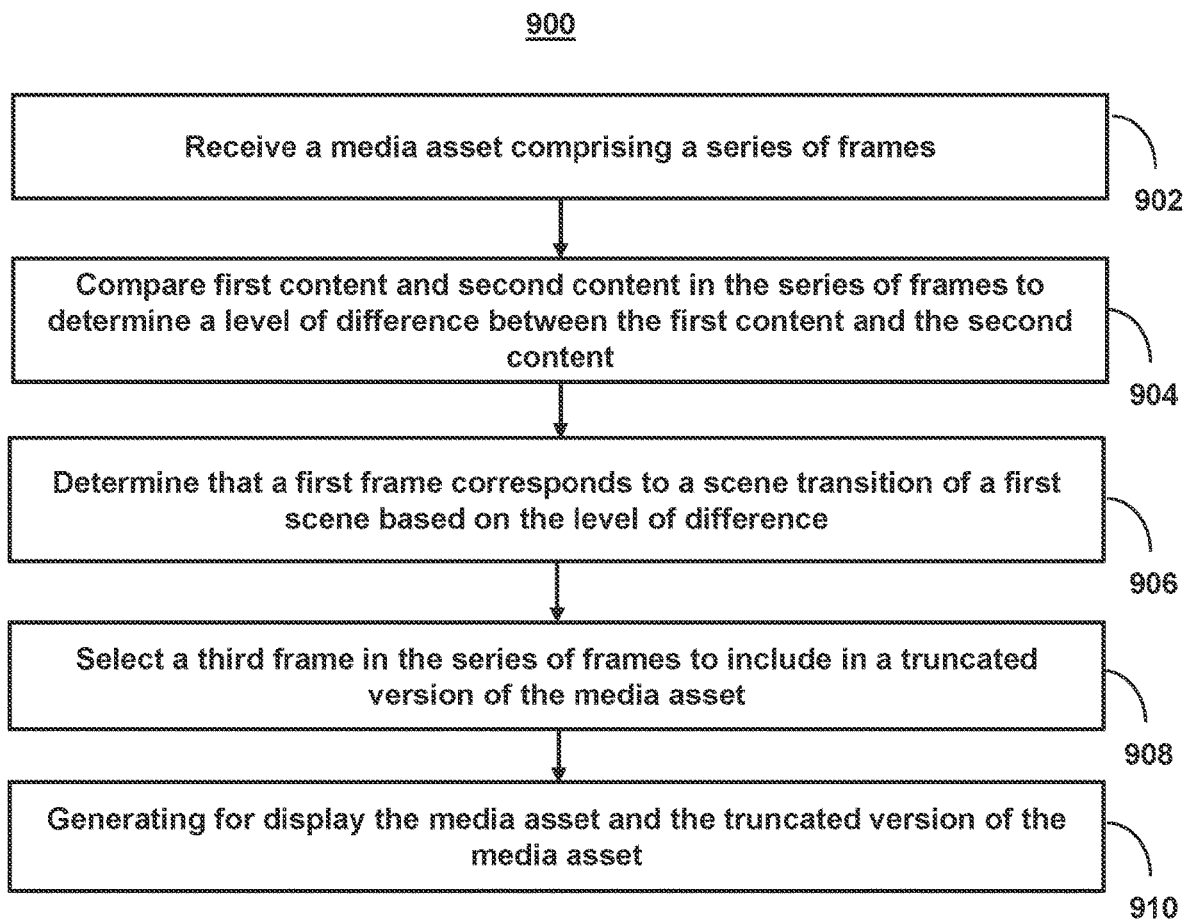 900
Receive a media asset comprising a series of frames
902
Compare first content and second content in the series of frames to
determine a level of difference between the first content and the second
content
904
Determine that a first frame corresponds to a scene transition of a first
scene based on the level of difference
906
Select a third frame in the series of frames to include in a truncated
version of the media asset
908
Generating for display the media asset and the truncated version of the
media asset
910